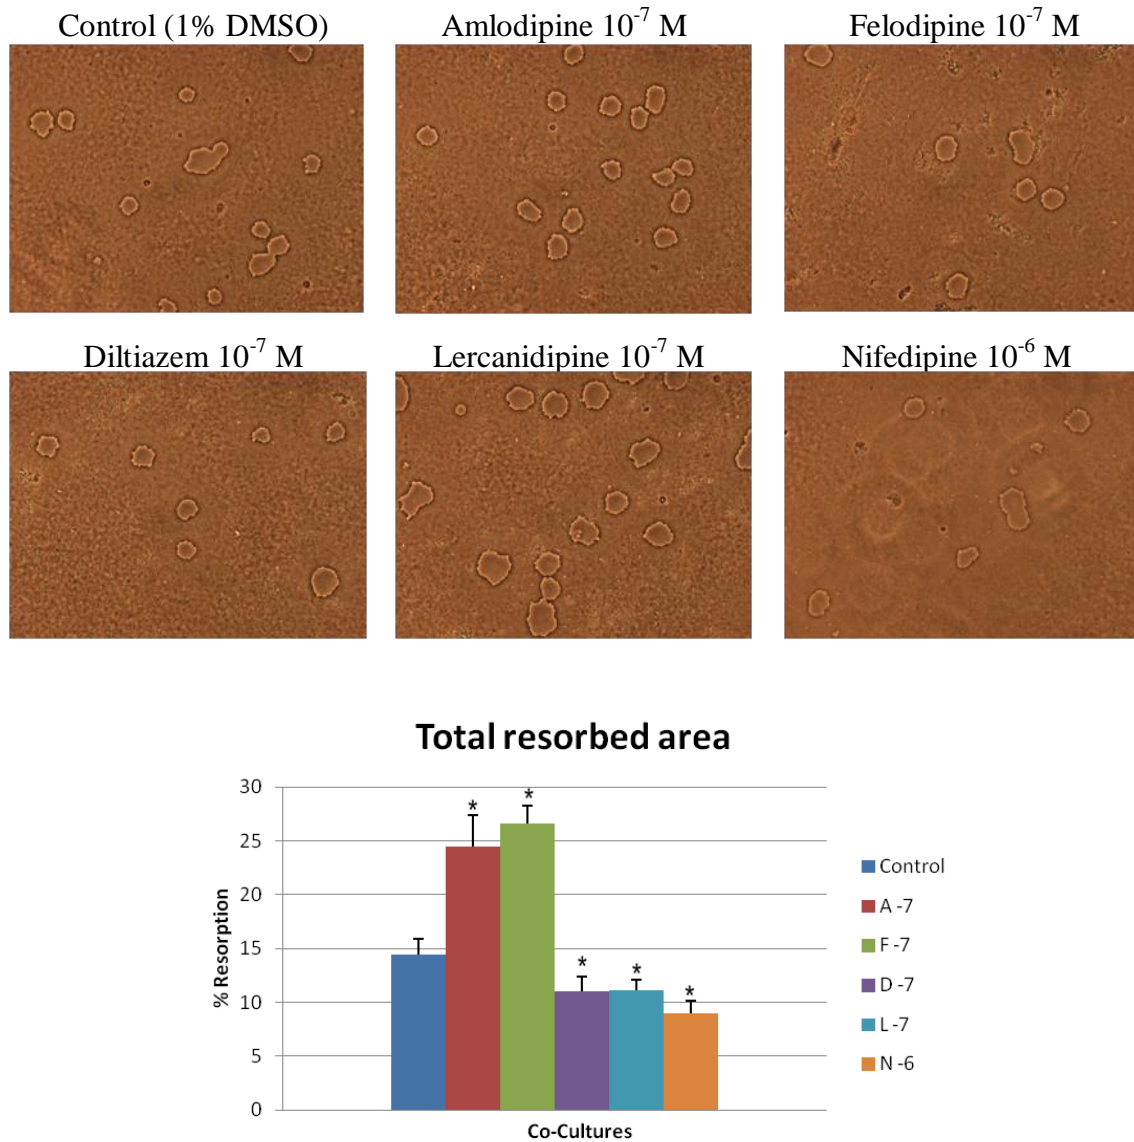 Control (1% DMSO)
Amlodipine 10⁻⁷ M
Felodipine 10⁻⁷ M
Diltiazem 10⁻⁷ M
Lercanidipine 10⁻⁷ M
Nifedipine 10⁻⁶ M
Total resorbed area
% Resorption
30
25
20
15
10
5
0
*
*
*
*
*
Co-Cultures
Control
A -7
F -7
D -7
L -7
N -6